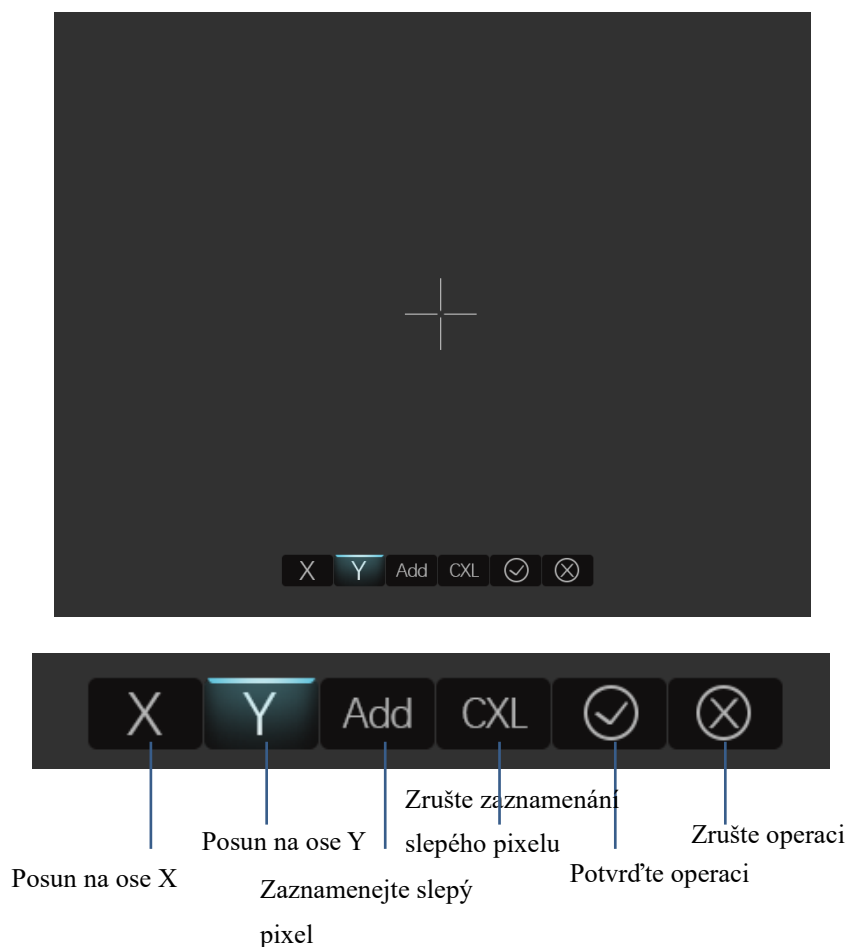 X Y Add CXL
X Y Add CXL
Zrušte zaznamenání
slepého pixelu
Posun na ose Y
Zrušte operaci
Potvrďte operaci
Posun na ose X
Zaznamenejte slepý
pixel